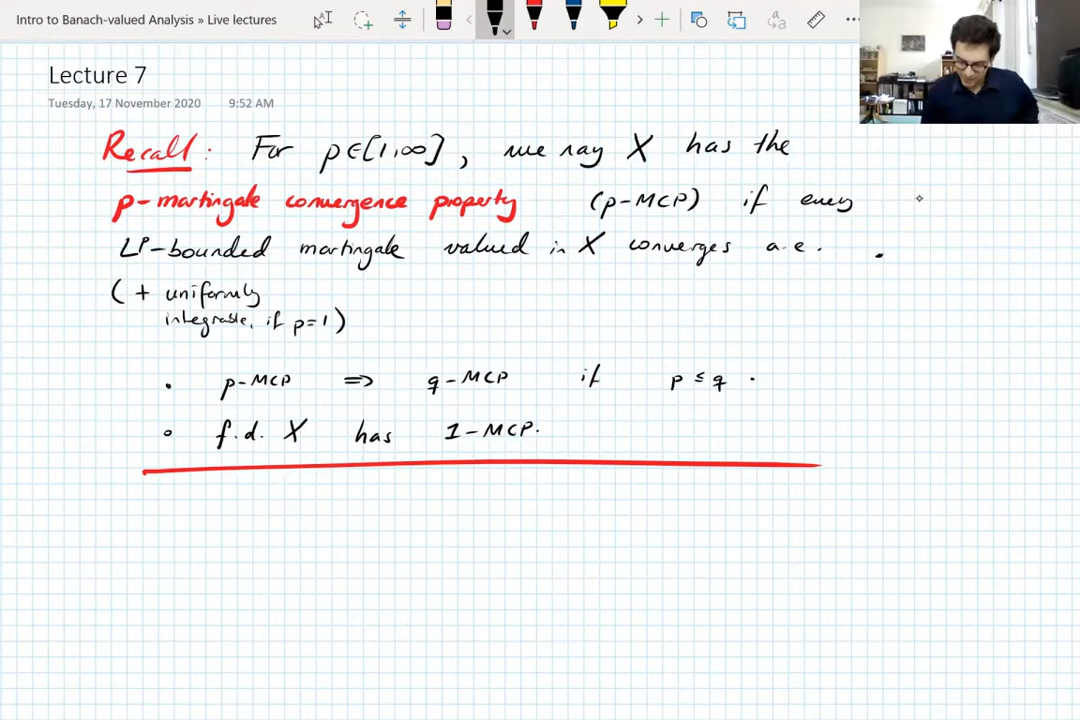 Intro to Banach-valued Analysis » Live lectures
Lecture 7
Tuesday, 17 November 2020 9:52 AM
Recall: For p∈[1,∞], we say X has the
p-martingale convergence property (p-MCP) if every
Lᵖ-bounded martingale valued in X converges a.e.
(+ uniformly
integrable, if p=1)
• p-MCP ⇒ q-MCP if p ≤ q.
• f.d. X has 1-MCP.